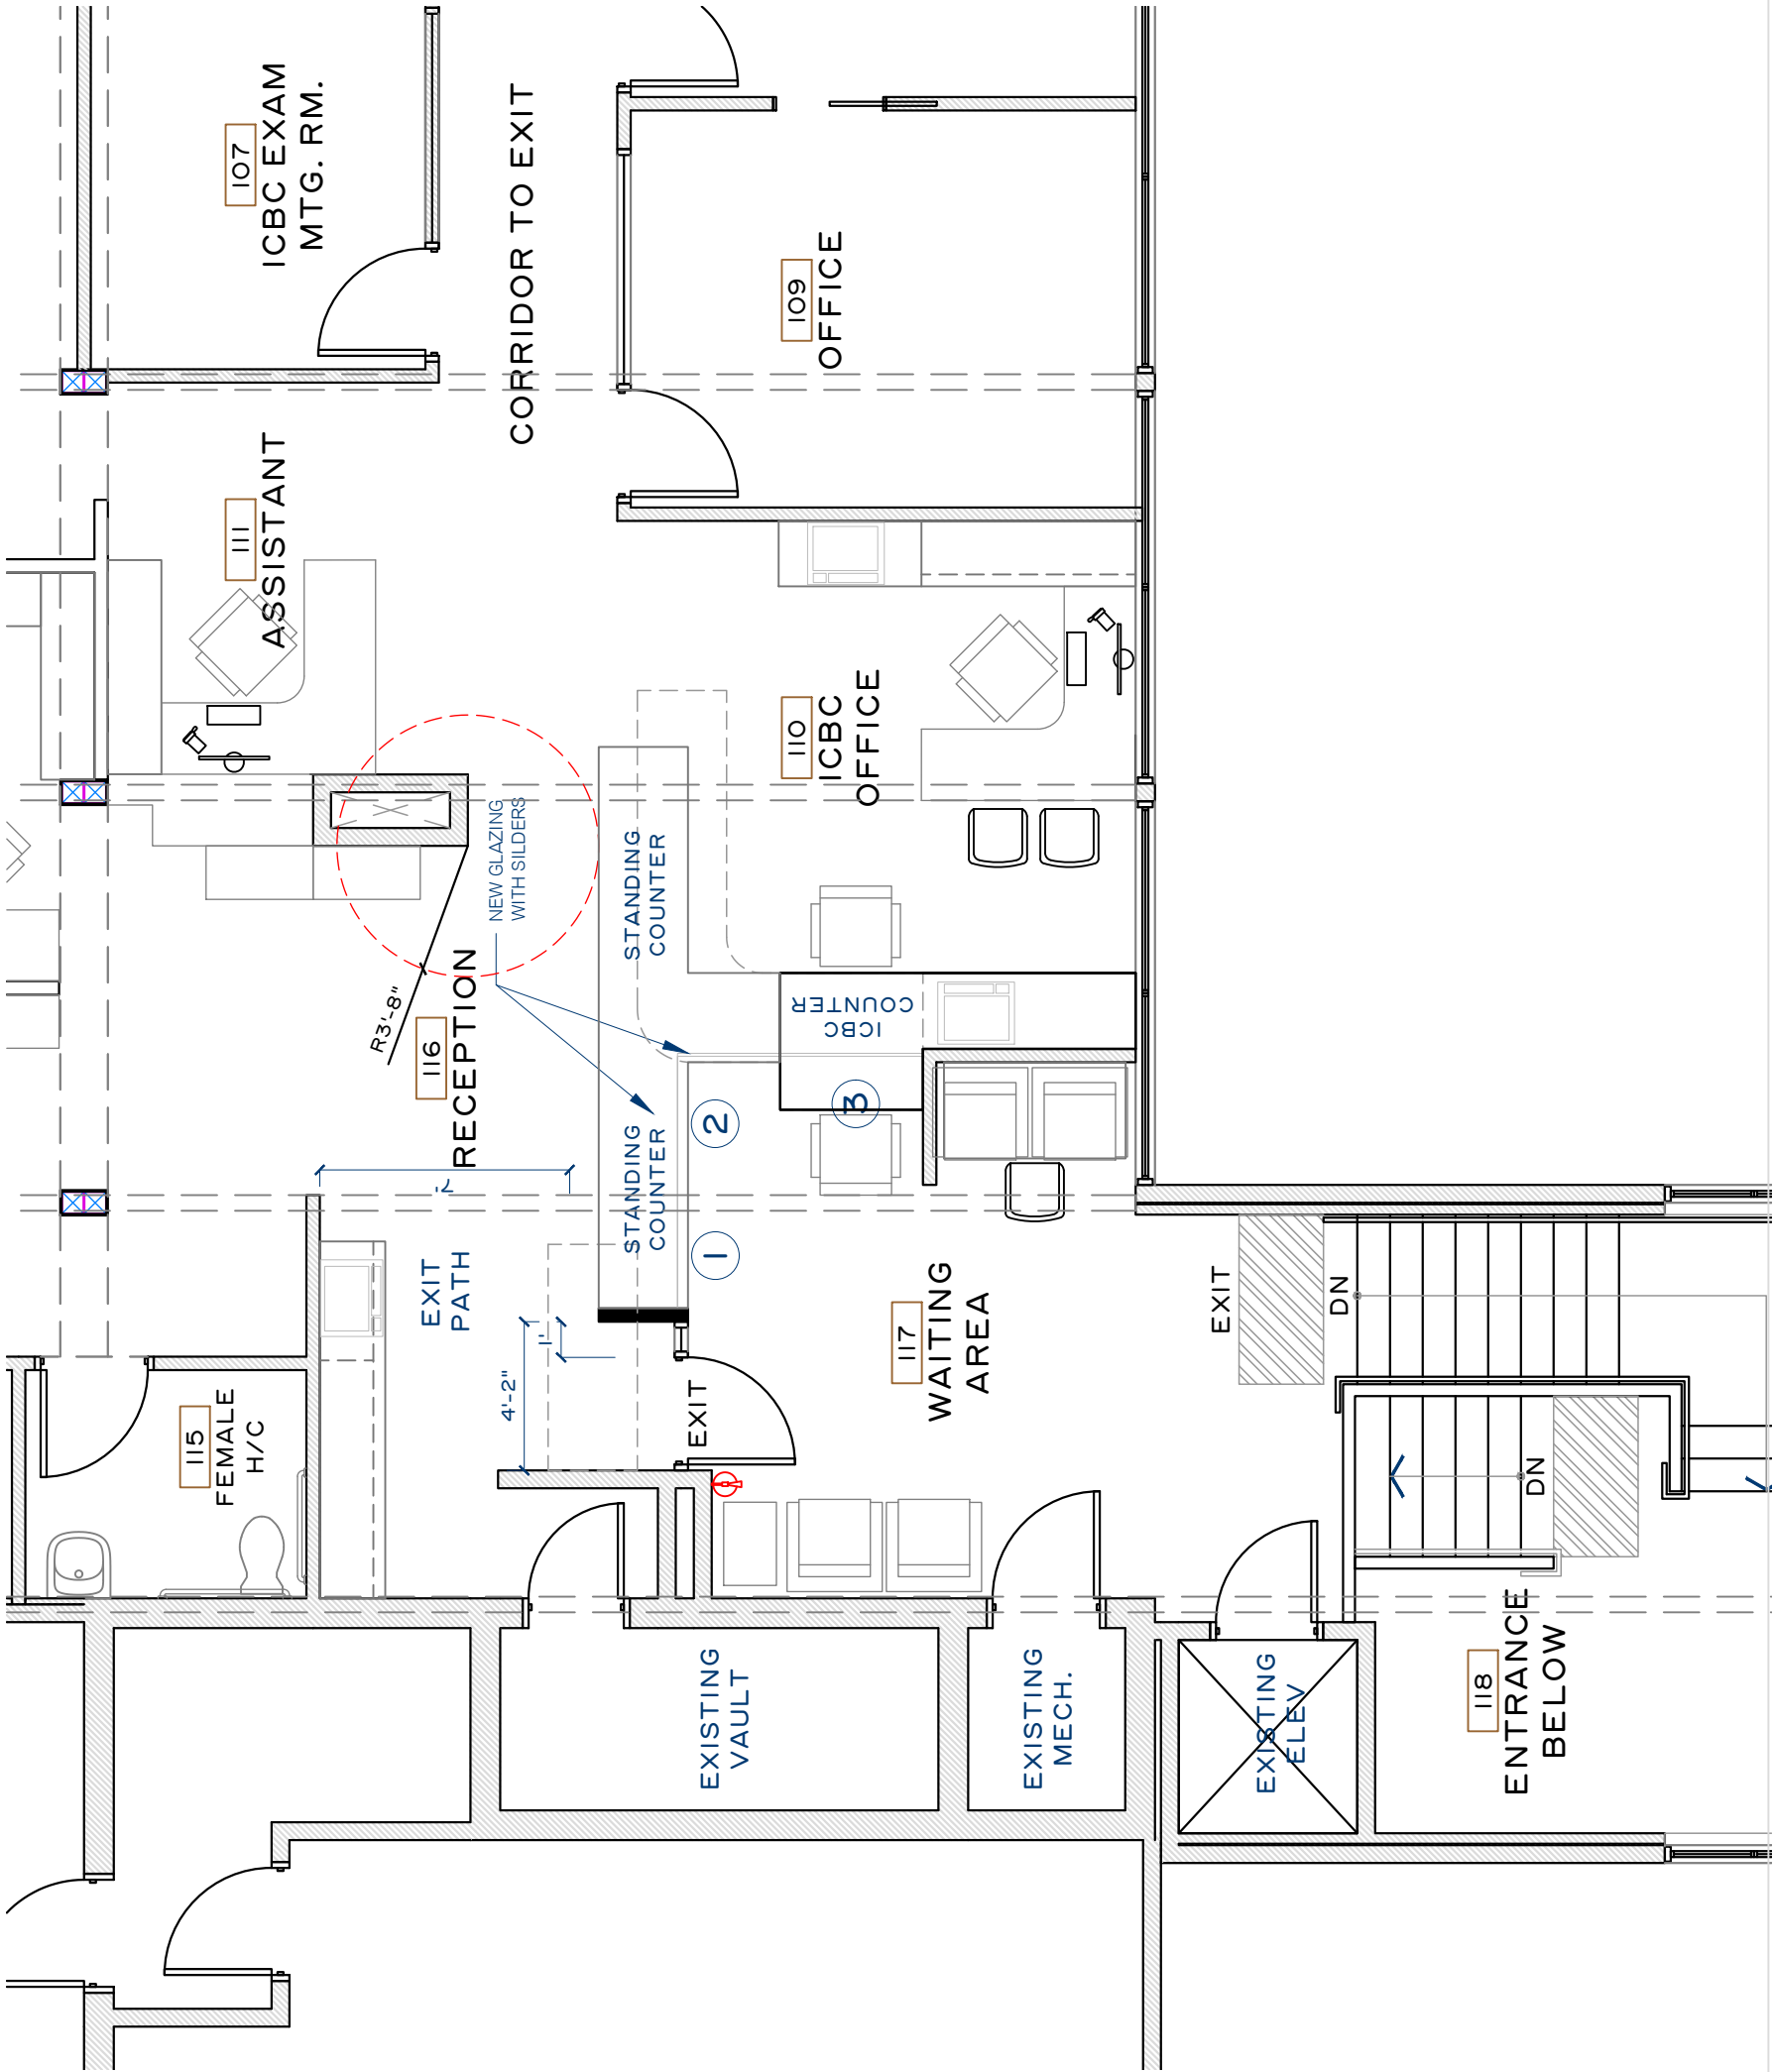 107
ICBC EXAM
MTG. RM.
CORRIDOR TO EXIT
109
OFFICE
111
ASSISTANT
110
ICBC
OFFICE
NEW GLAZING
WITH SILDERS
STANDING
COUNTER
ICBC
COUNTER
R3'-8"
116
RECEPTION
7'
STANDING
COUNTER
1
2
3
EXIT
PATH
4'-2"
1'
EXIT
117
WAITING
AREA
EXIT
DN
DN
115
FEMALE
H/C
EXISTING
VAULT
EXISTING
MECH.
EXISTING
ELEV
118
ENTRANCE
BELOW